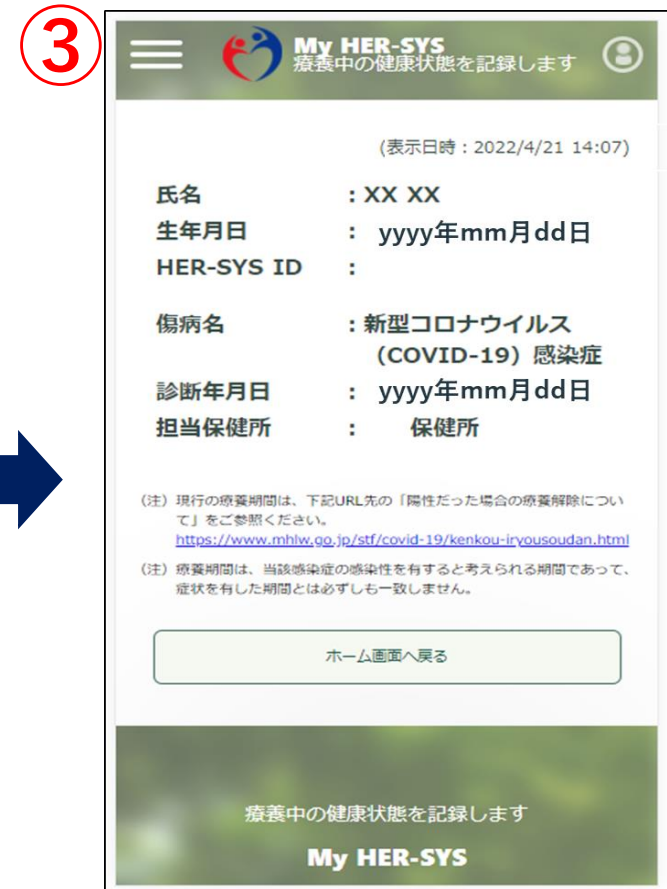 ③
My HER-SYS
療養中の健康状態を記録します
(表示日時：2022/4/21 14:07)
氏名 ：XX XX
生年月日 ： yyyy年mm月dd日
HER-SYS ID ：
傷病名 ：新型コロナウイルス
(COVID-19) 感染症
診断年月日 ： yyyy年mm月dd日
担当保健所 ： 保健所
（注）現行の療養期間は、下記URL先の「陽性だった場合の療養解除につい
て」をご参照ください。
https://www.mhlw.go.jp/stf/covid-19/kenkou-iryousoudan.html
（注）療養期間は、当該感染症の感染性を有すると考えられる期間であって、
症状を有した期間とは必ずしも一致しません。
ホーム画面へ戻る
療養中の健康状態を記録します
My HER-SYS